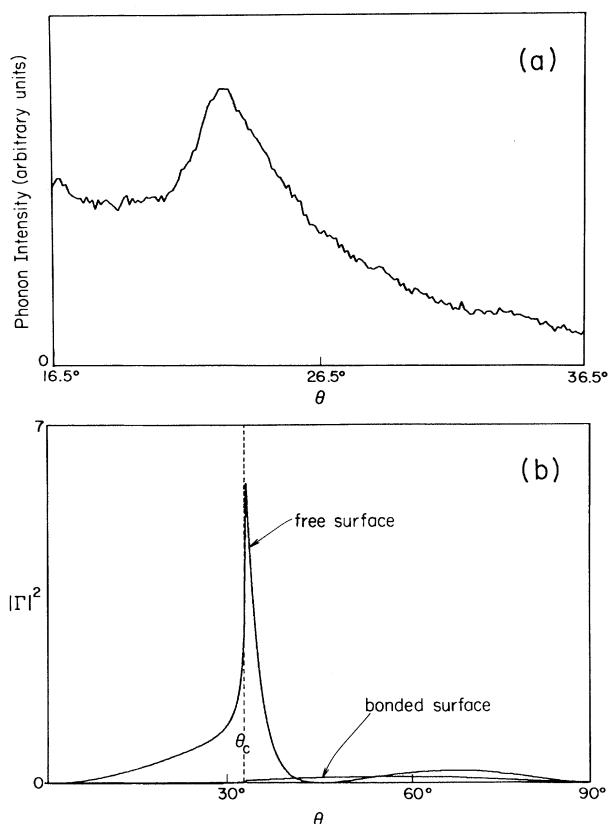 (a)
Phonon Intensity (arbitrary units)
0
16.5° 26.5° 36.5°
θ
7
(b)
free surface
|Γ|²
bonded surface
θc
0
30° 60° 90°
θ